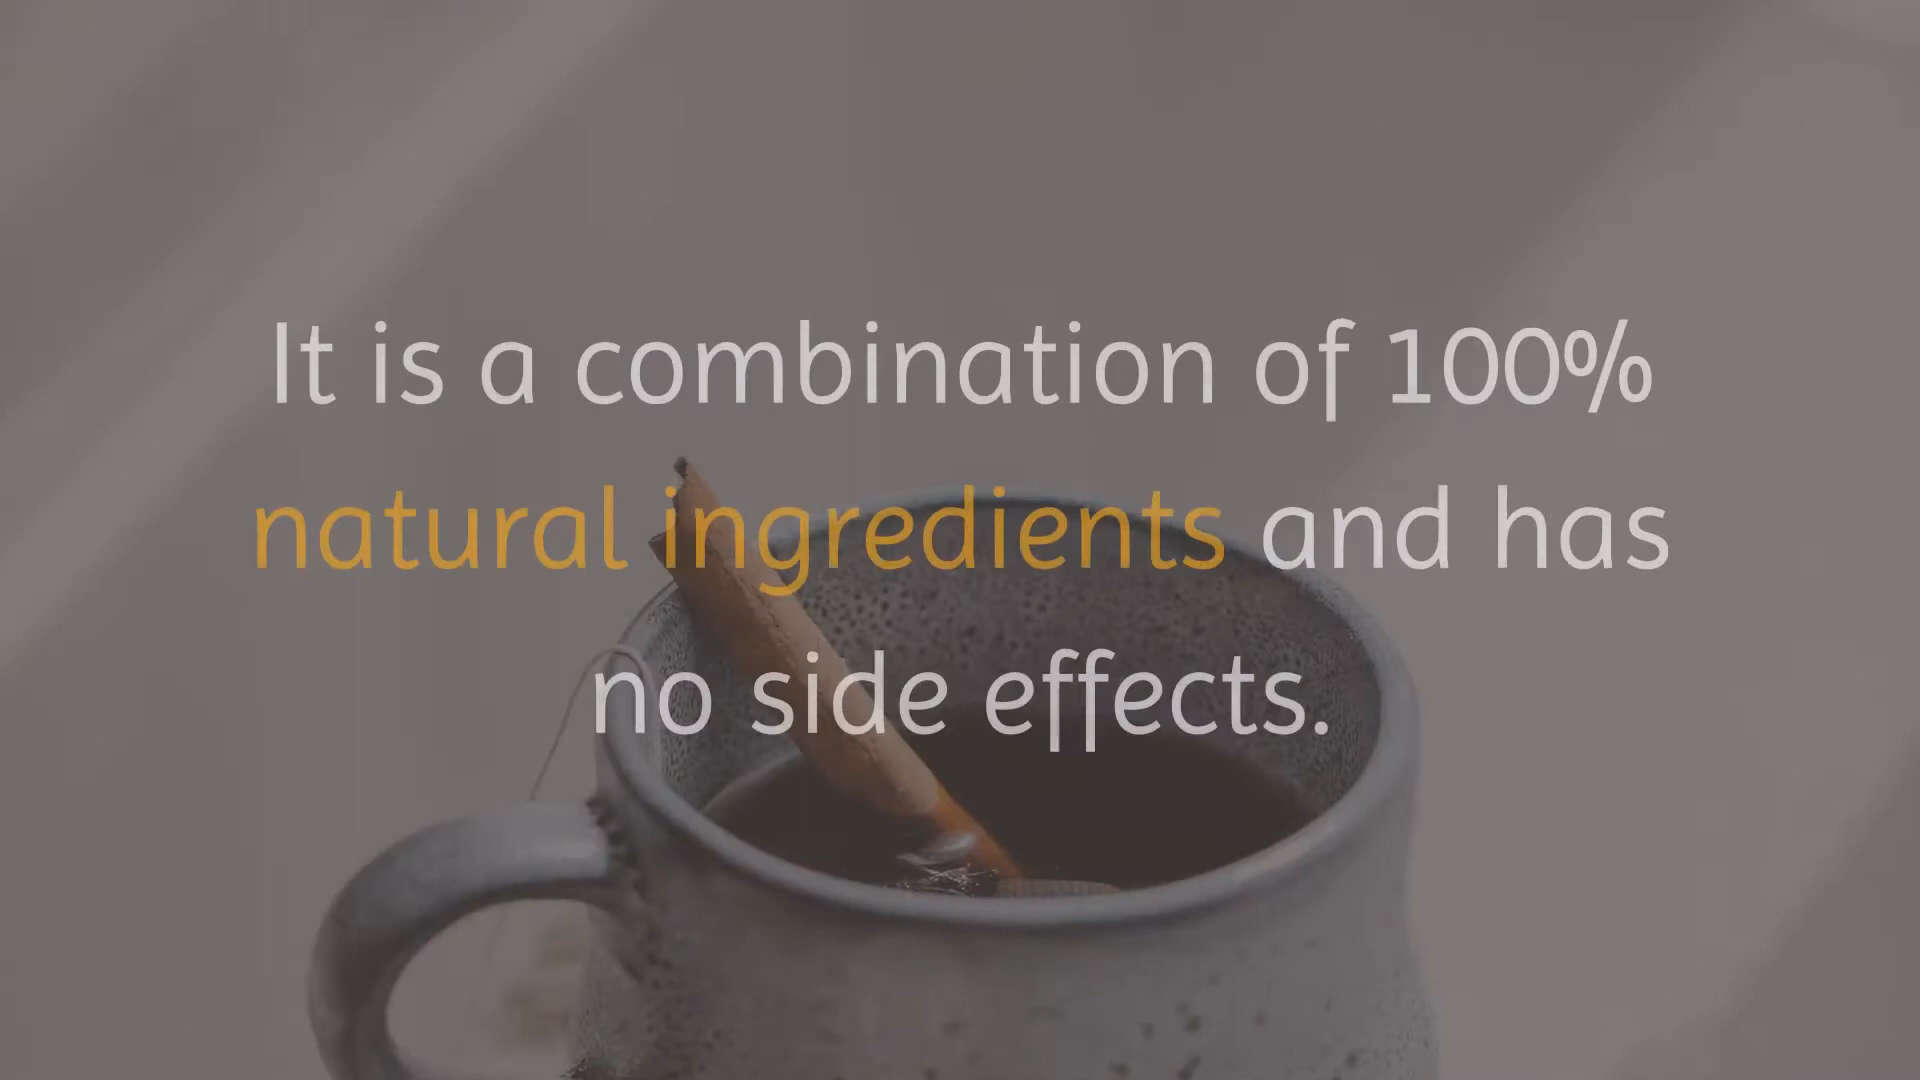 It is a combination of 100%
natural ingredients and has
no side effects.